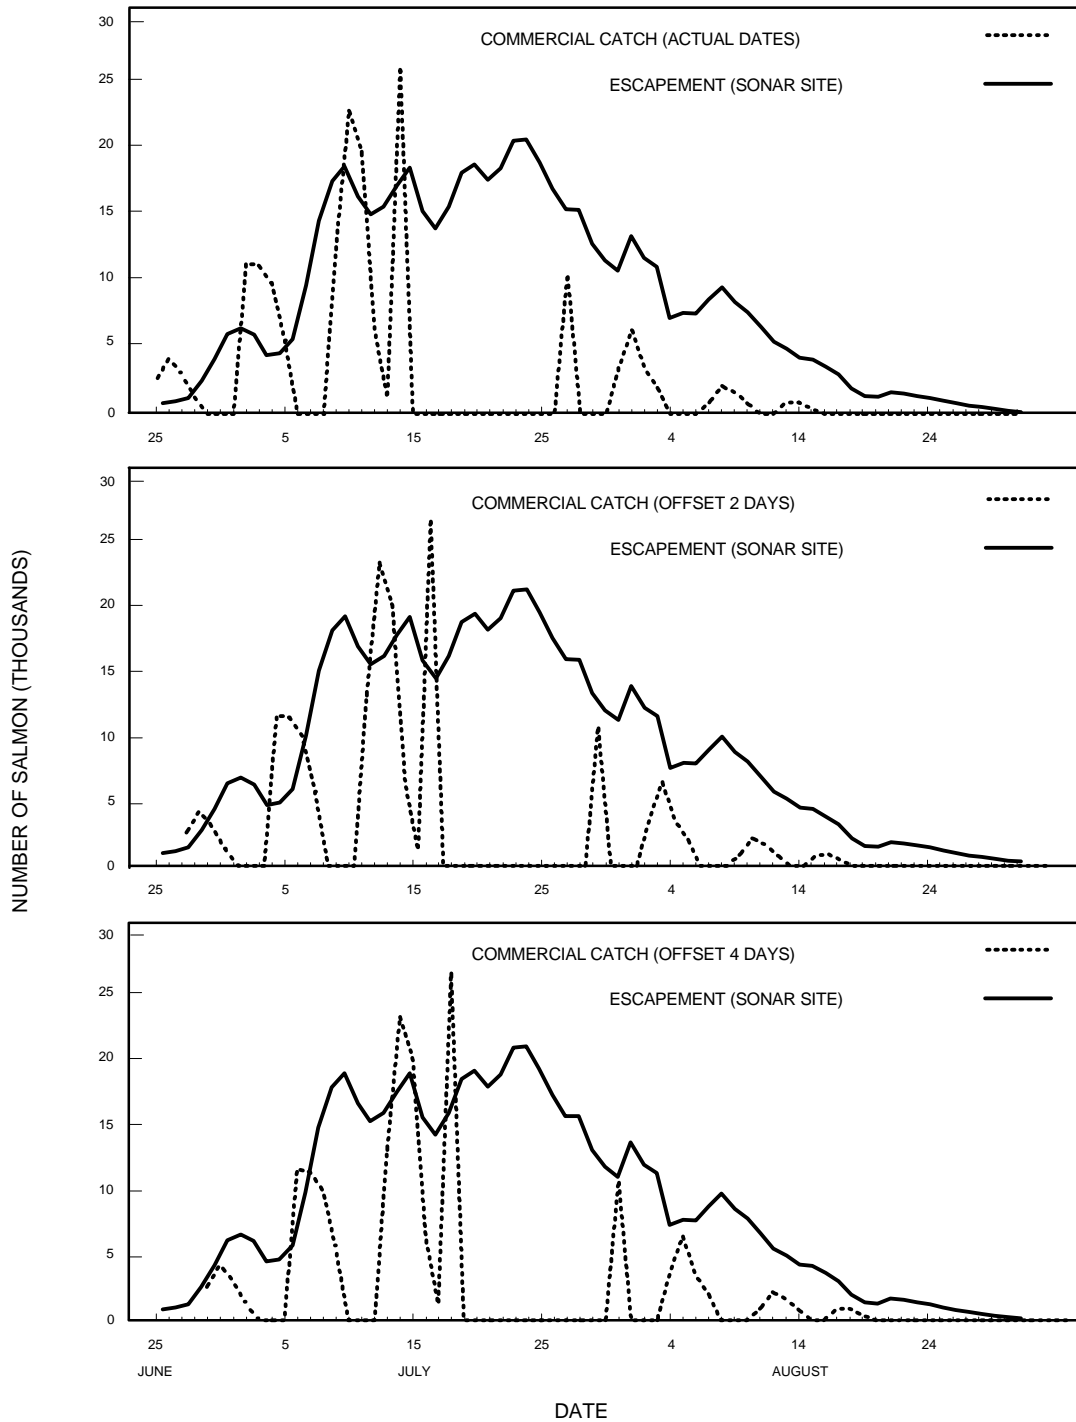 30
COMMERCIAL CATCH (ACTUAL DATES)
25
ESCAPEMENT (SONAR SITE)
20
15
10
5
0
25 5 15 25 4 14 24
30
COMMERCIAL CATCH (OFFSET 2 DAYS)
25
ESCAPEMENT (SONAR SITE)
20
15
10
5
0
25 5 15 25 4 14 24
NUMBER OF SALMON (THOUSANDS)
30
COMMERCIAL CATCH (OFFSET 4 DAYS)
25
ESCAPEMENT (SONAR SITE)
20
15
10
5
0
25 5 15 25 4 14 24
JUNE JULY AUGUST
DATE